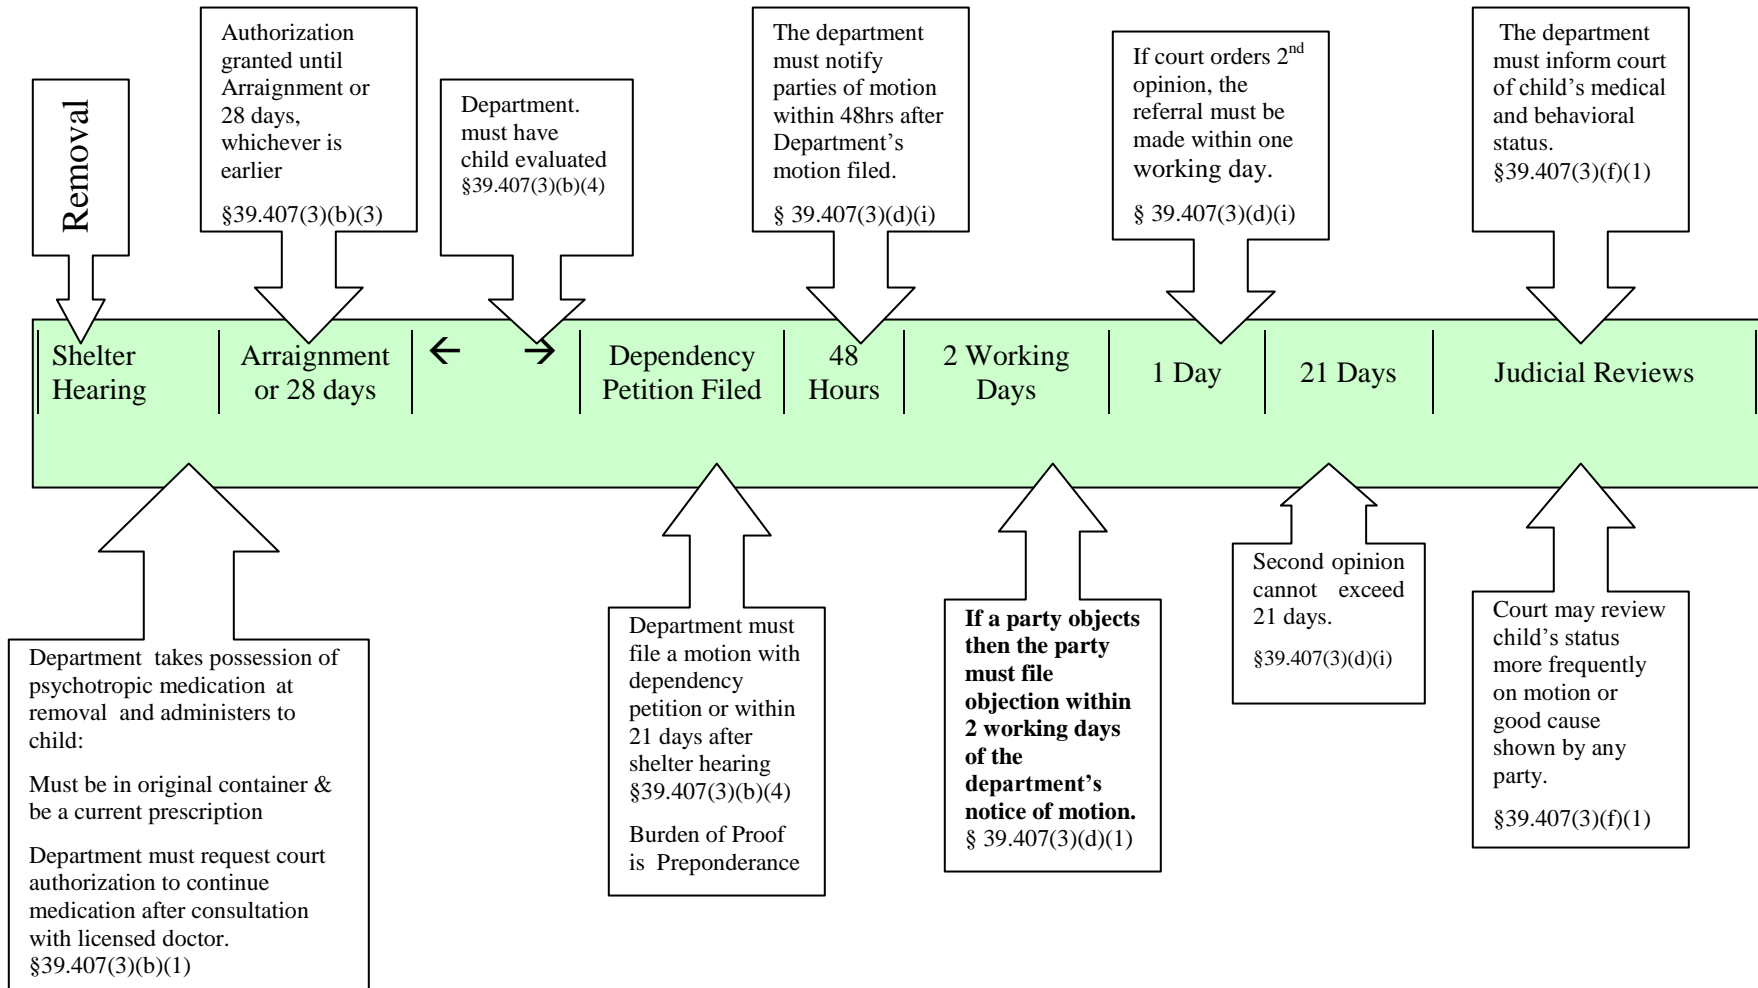 Removal
Authorization
granted until
Arraignment or
28 days,
whichever is
earlier
§39.407(3)(b)(3)
Department.
must have
child evaluated
§39.407(3)(b)(4)
The department
must notify
parties of motion
within 48hrs after
Department’s
motion filed.
§ 39.407(3)(d)(i)
If court orders 2nd
opinion, the
referral must be
made within one
working day.
§ 39.407(3)(d)(i)
The department
must inform court
of child’s medical
and behavioral
status.
§39.407(3)(f)(1)
Shelter
Hearing
Arraignment
or 28 days
← →
Dependency
Petition Filed
48
Hours
2 Working
Days
1 Day
21 Days
Judicial Reviews
Department takes possession of
psychotropic medication at
removal and administers to
child:
Must be in original container &
be a current prescription
Department must request court
authorization to continue
medication after consultation
with licensed doctor.
§39.407(3)(b)(1)
Department must
file a motion with
dependency
petition or within
21 days after
shelter hearing
§39.407(3)(b)(4)
Burden of Proof
is Preponderance
If a party objects
then the party
must file
objection within
2 working days
of the
department’s
notice of motion.
§ 39.407(3)(d)(1)
Second opinion
cannot exceed
21 days.
§39.407(3)(d)(i)
Court may review
child’s status
more frequently
on motion or
good cause
shown by any
party.
§39.407(3)(f)(1)